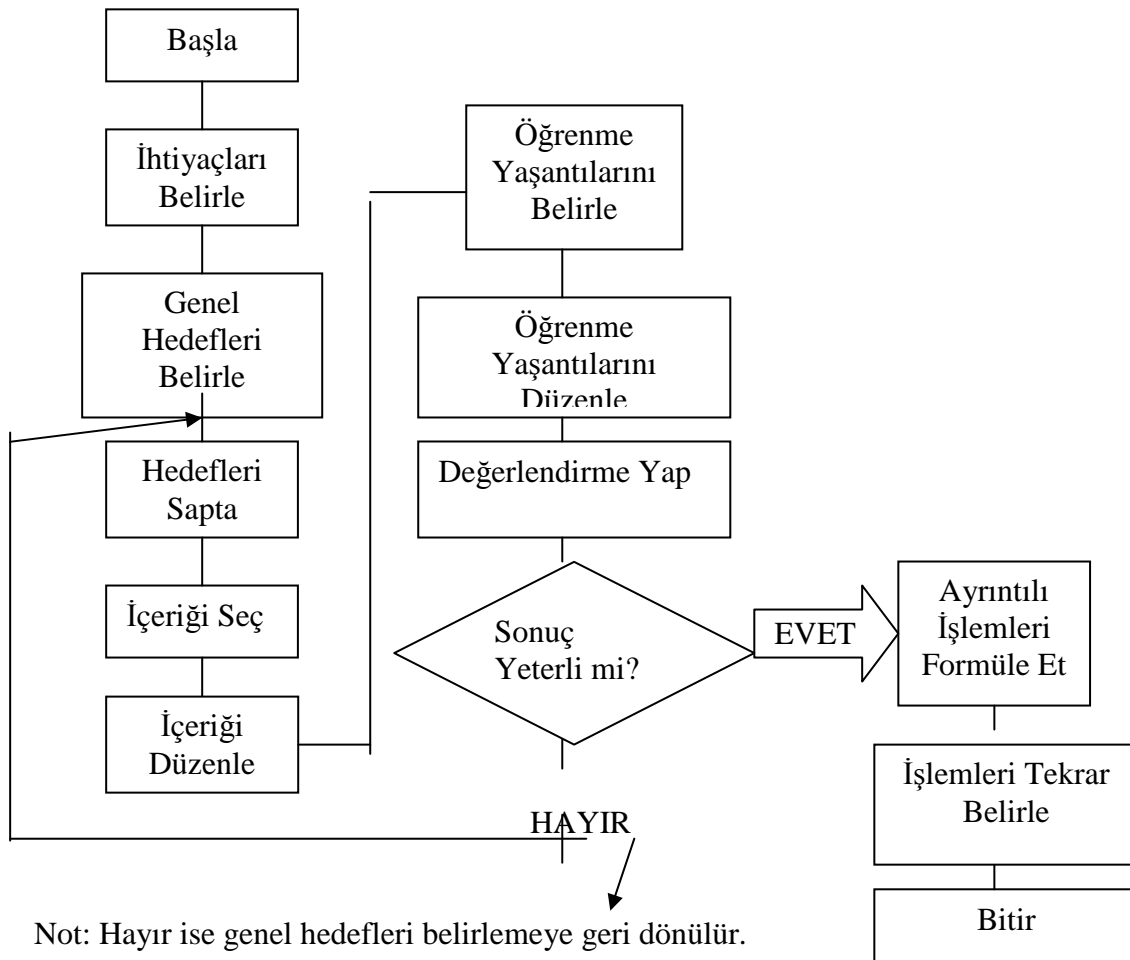 Başla
İhtiyaçları
Belirle
Genel
Hedefleri
Belirle
Hedefleri
Sapta
İçeriği Seç
İçeriği
Düzenle
Öğrenme
Yaşantılarını
Belirle
Öğrenme
Yaşantılarını
Düzenle
Değerlendirme Yap
Sonuç
Yeterli mi?
EVET
Ayrıntılı
İşlemleri
Formüle Et
İşlemleri Tekrar
Belirle
Bitir
HAYIR
Not: Hayır ise genel hedefleri belirlemeye geri dönülür.